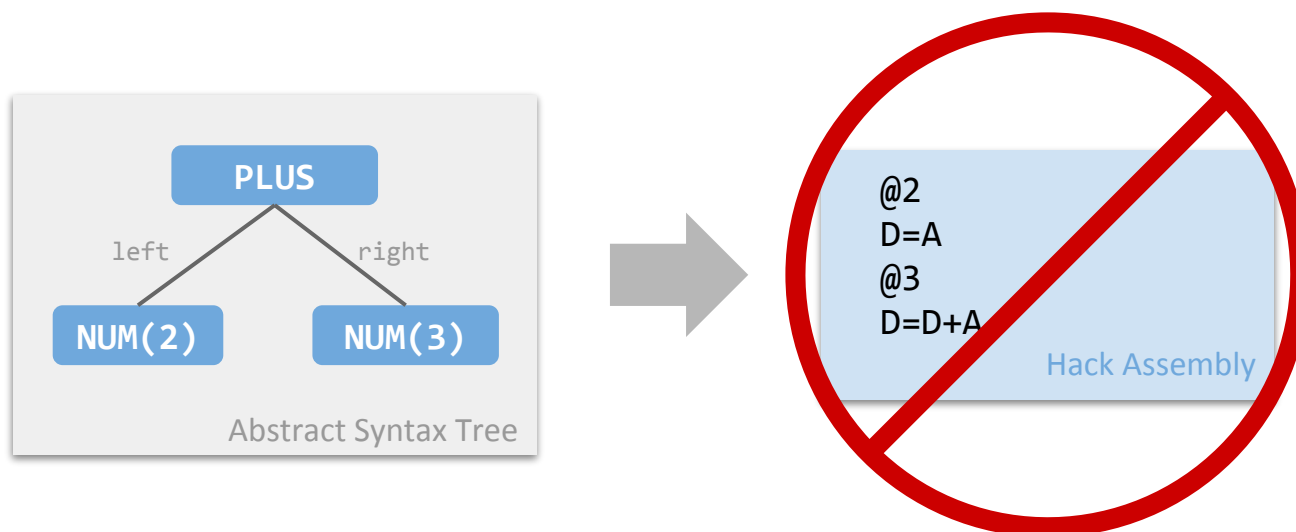 PLUS
left
right
NUM(2)
NUM(3)
Abstract Syntax Tree
@2
D=A
@3
D=D+A
Hack Assembly